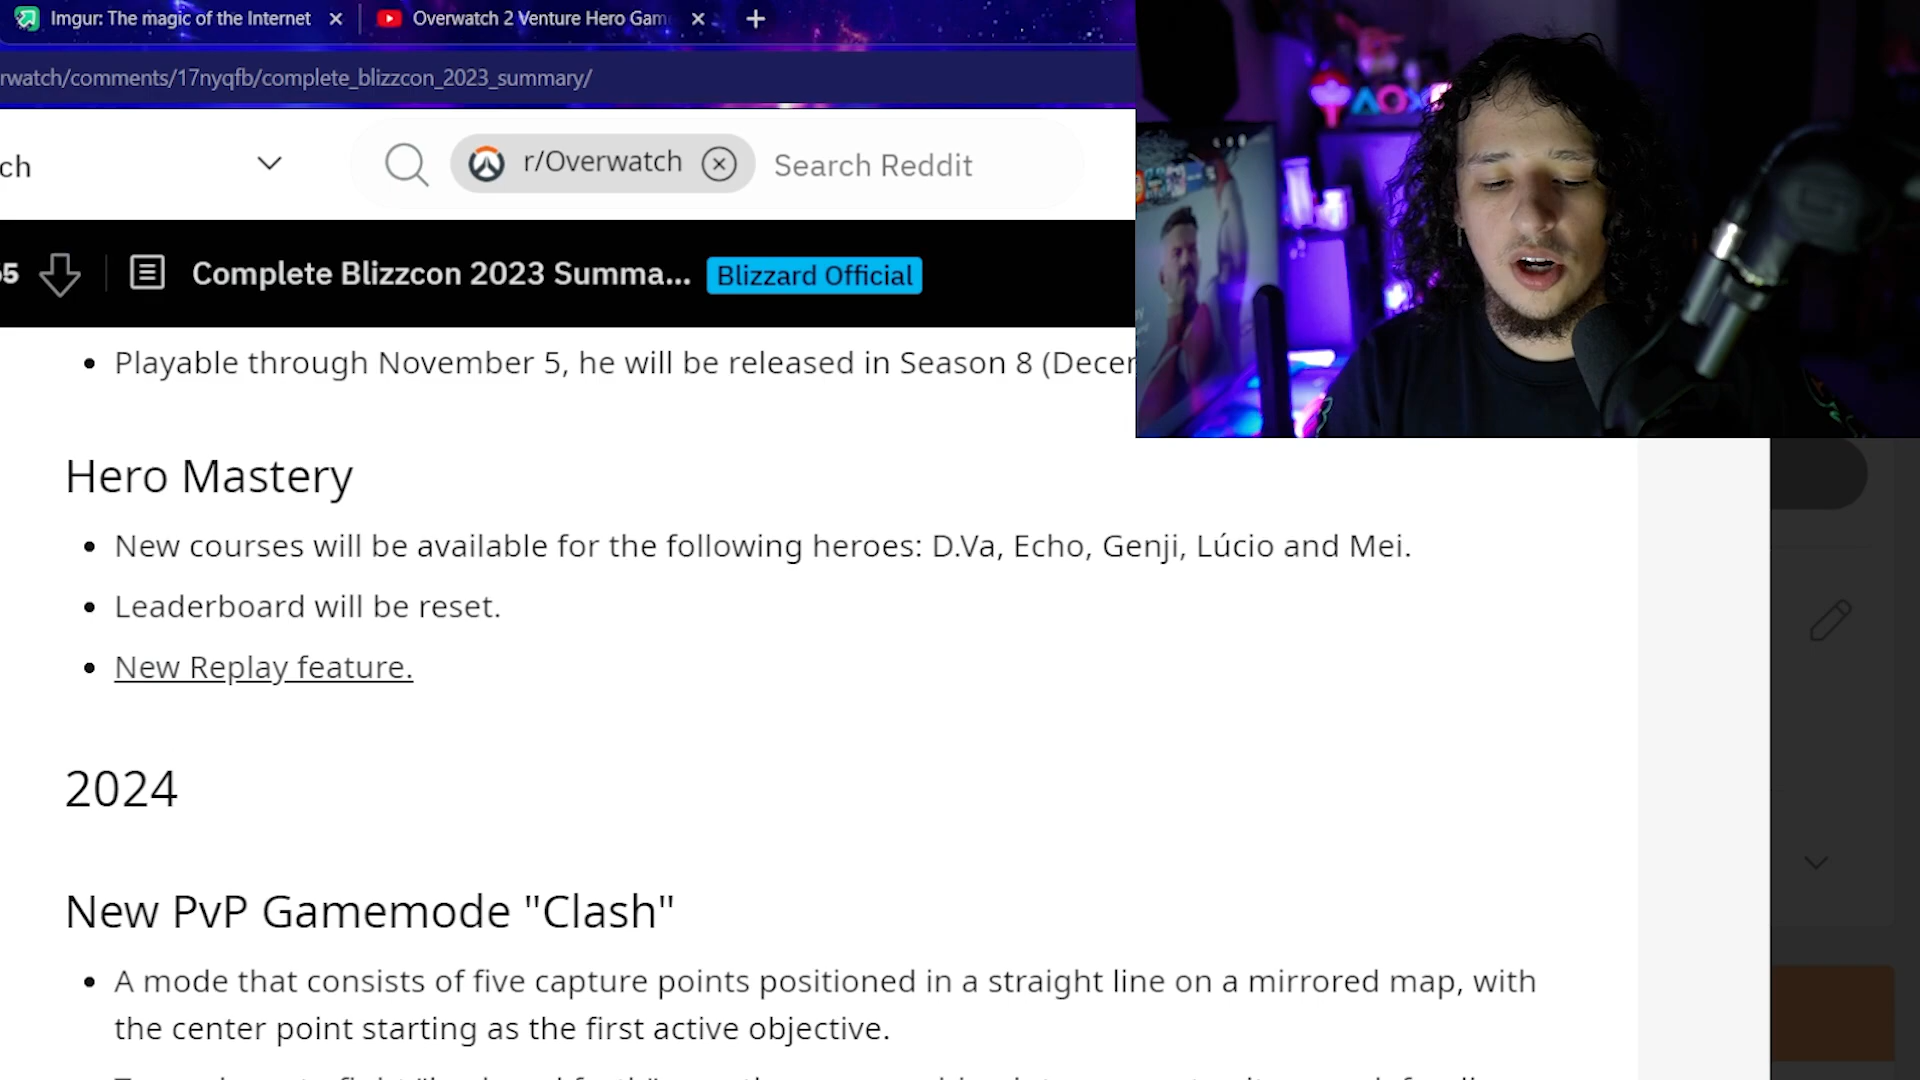 Imgur: The magic of the Internet
Overwatch 2 Venture Hero Gam
rwatch/comments/17nyqfb/complete_blizzcon_2023_summary/
ch
r/Overwatch
Search Reddit
5
Complete Blizzcon 2023 Summa...
Blizzard Official
Playable through November 5, he will be released in Season 8 (Decem
Hero Mastery
New courses will be available for the following heroes: D.Va, Echo, Genji, Lúcio and Mei.
Leaderboard will be reset.
New Replay feature.
2024
New PvP Gamemode "Clash"
A mode that consists of five capture points positioned in a straight line on a mirrored map, with
the center point starting as the first active objective.